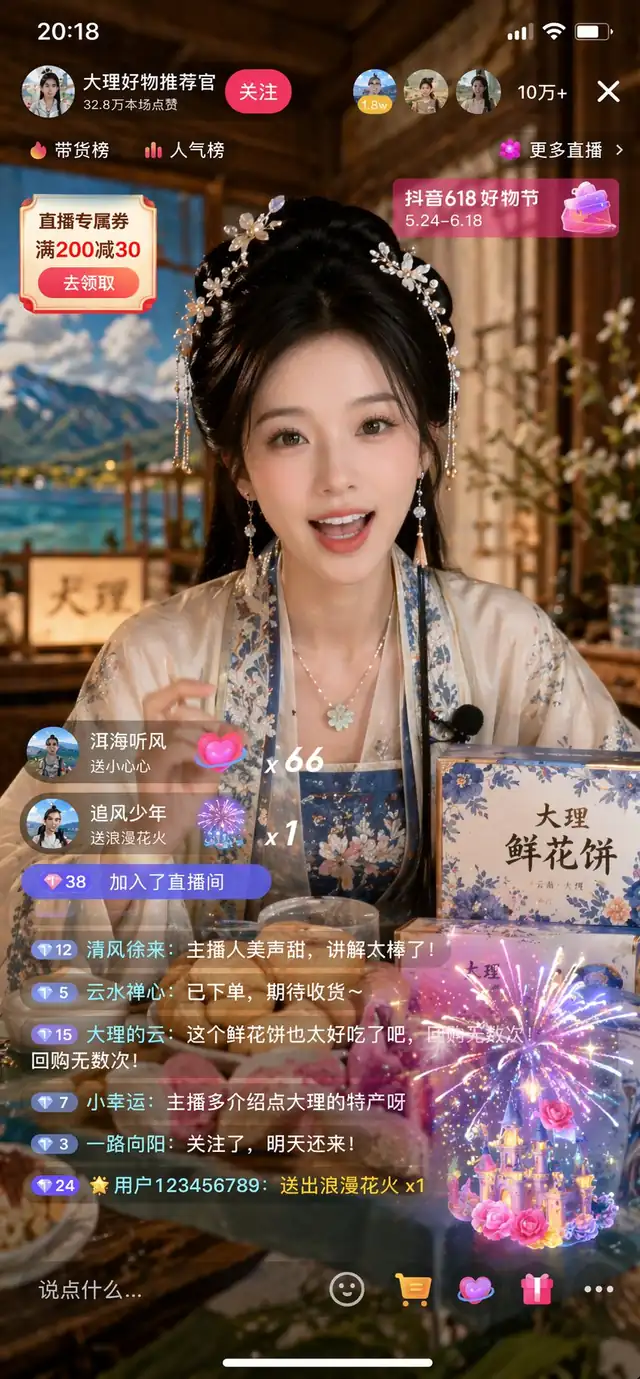 20:18
大理好物推荐官
32.8万本场点赞
关注
1.8w
10万+
带货榜
人气榜
更多直播
直播专属券
满200减30
去领取
抖音618好物节
5.24-6.18
大理
洱海听风
送小心心
x 66
追风少年
送浪漫花火
x 1
38 加入了直播间
大理
鲜花饼
云南·大理
大理
12 清风徐来：主播人美声甜，讲解太棒了！
5 云水禅心：已下单，期待收货~
15 大理的云：这个鲜花饼也太好吃了吧，回购无数次！
回购无数次！
7 小幸运：主播多介绍点大理的特产呀
3 一路向阳：关注了，明天还来！
24 用户123456789：送出浪漫花火 x1
说点什么...